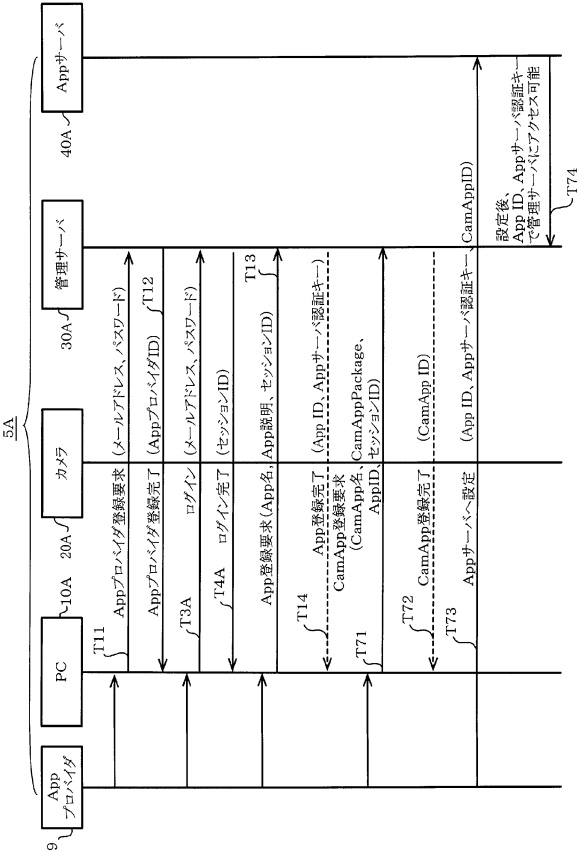 5A
9
App
プロバイダ
10A
PC
20A
カメラ
30A
管理サーバ
40A
Appサーバ
T11
Appプロバイダ登録要求 (メールアドレス、パスワード)
Appプロバイダ登録完了 (AppプロバイダID)
T12
T3A
ログイン (メールアドレス、パスワード)
T4A
ログイン完了 (セッションID)
App登録要求(App名, App説明、セッションID)
T13
T14
App登録完了 (App ID、Appサーバ認証キー)
CamApp登録要求
(CamApp名、CamAppPackage、
AppID、セッションID)
T71
T72
CamApp登録完了 (CamApp ID)
T73
Appサーバへ設定 (App ID、Appサーバ認証キー、CamAppID)
設定後、
App ID、Appサーバ認証キー
で管理サーバにアクセス可能
T74